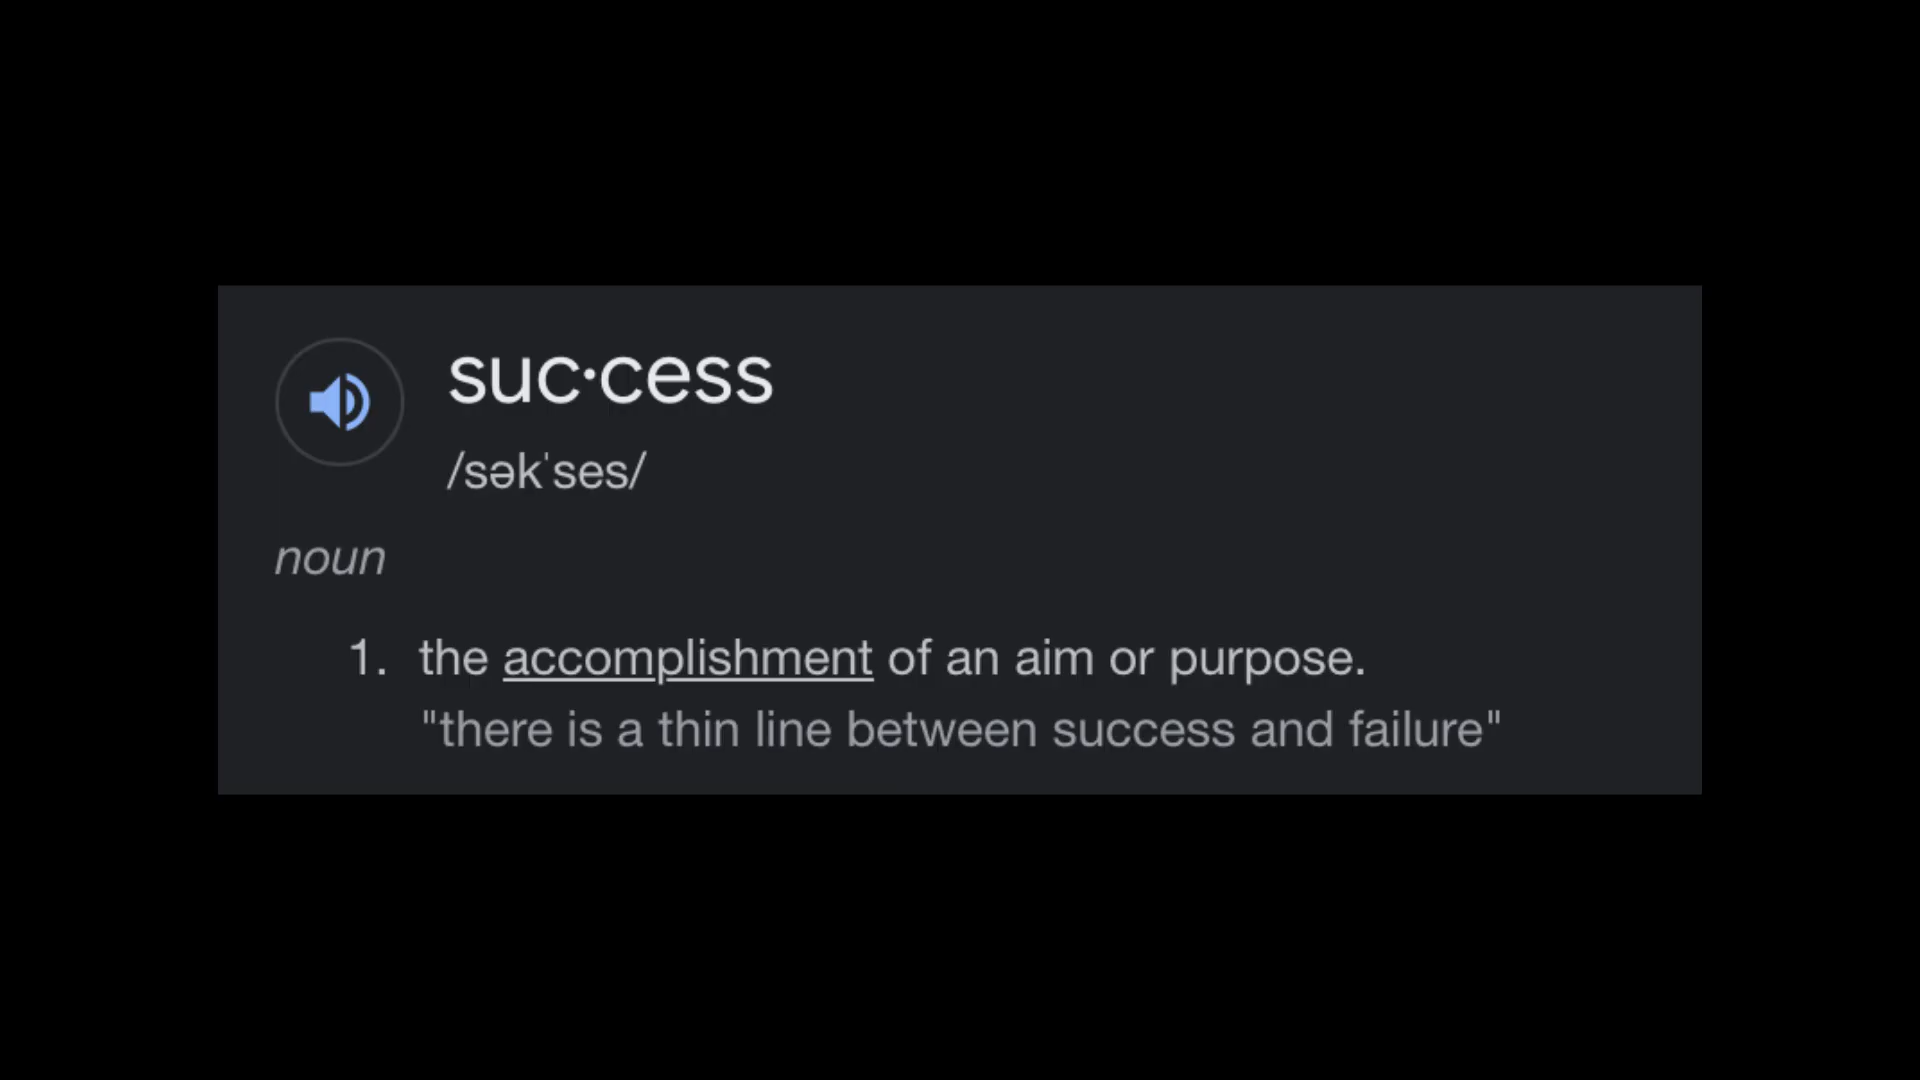 suc·cess
/səkˈses/
noun
1. the accomplishment of an aim or purpose.
"there is a thin line between success and failure"